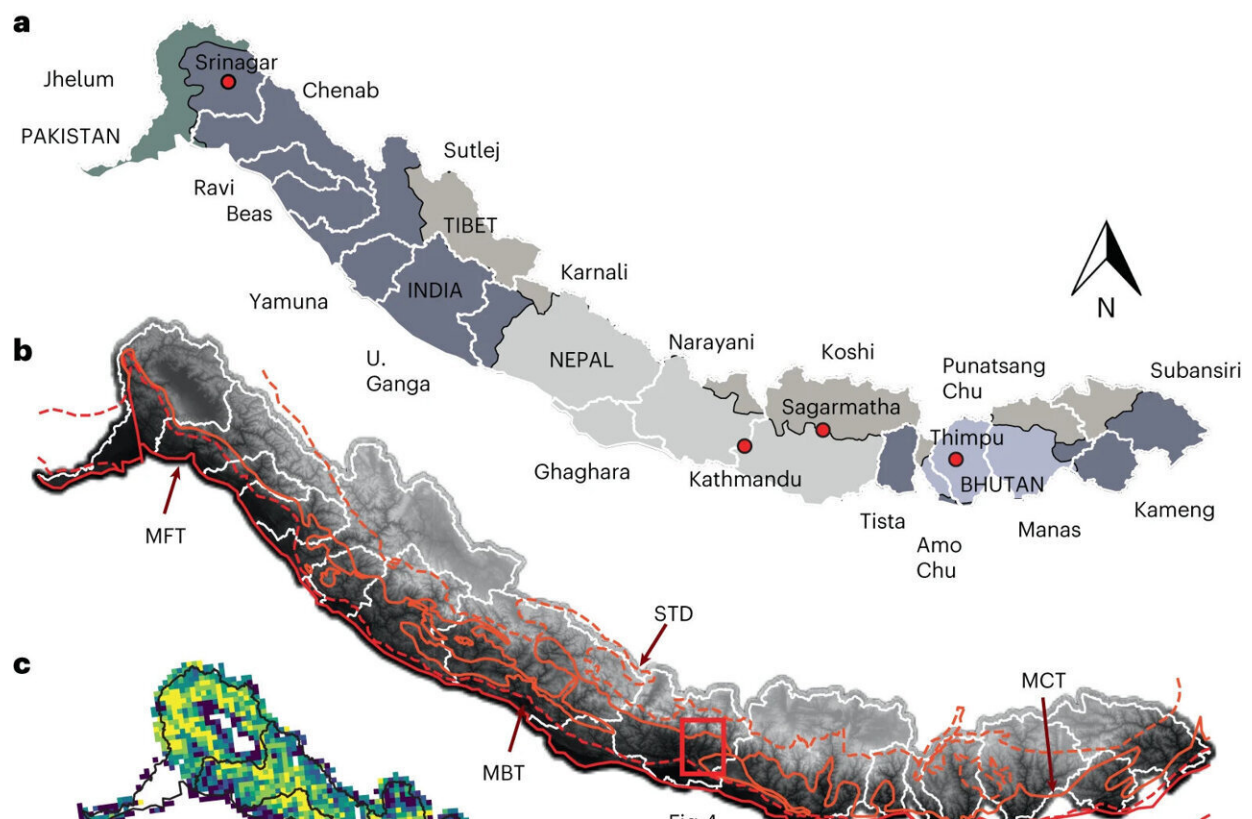 a
Srinagar
Jhelum
Chenab
PAKISTAN
Sutlej
Ravi
Beas
TIBET
Karnali
INDIA
Yamuna
N
b
U.
Ganga
NEPAL
Narayani
Koshi
Punatsang
Chu
Subansiri
Sagarmatha
Thimpu
Ghaghara
Kathmandu
BHUTAN
Tista
Manas
Kameng
Amo
Chu
MFT
STD
c
MCT
MBT